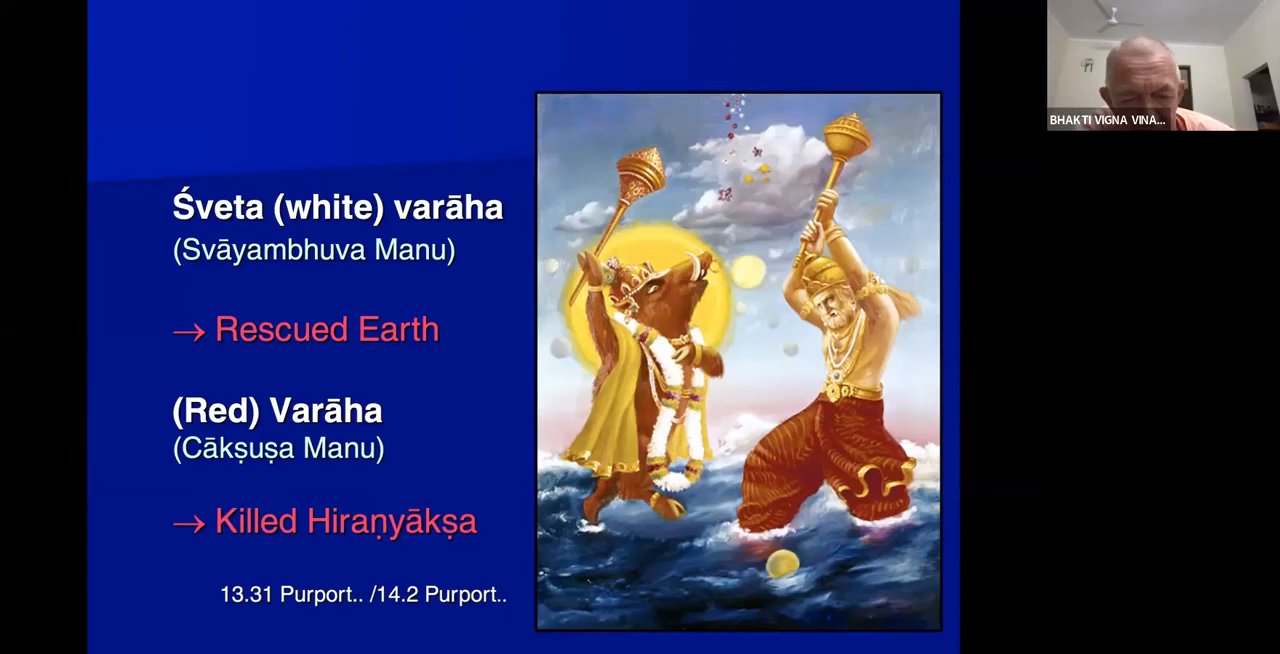 Śveta (white) varāha
(Svāyambhuva Manu)
→ Rescued Earth
(Red) Varāha
(Cākṣuṣa Manu)
→ Killed Hiraṇyākṣa
13.31 Purport.. /14.2 Purport..
BHAKTI VIGNA VINA...